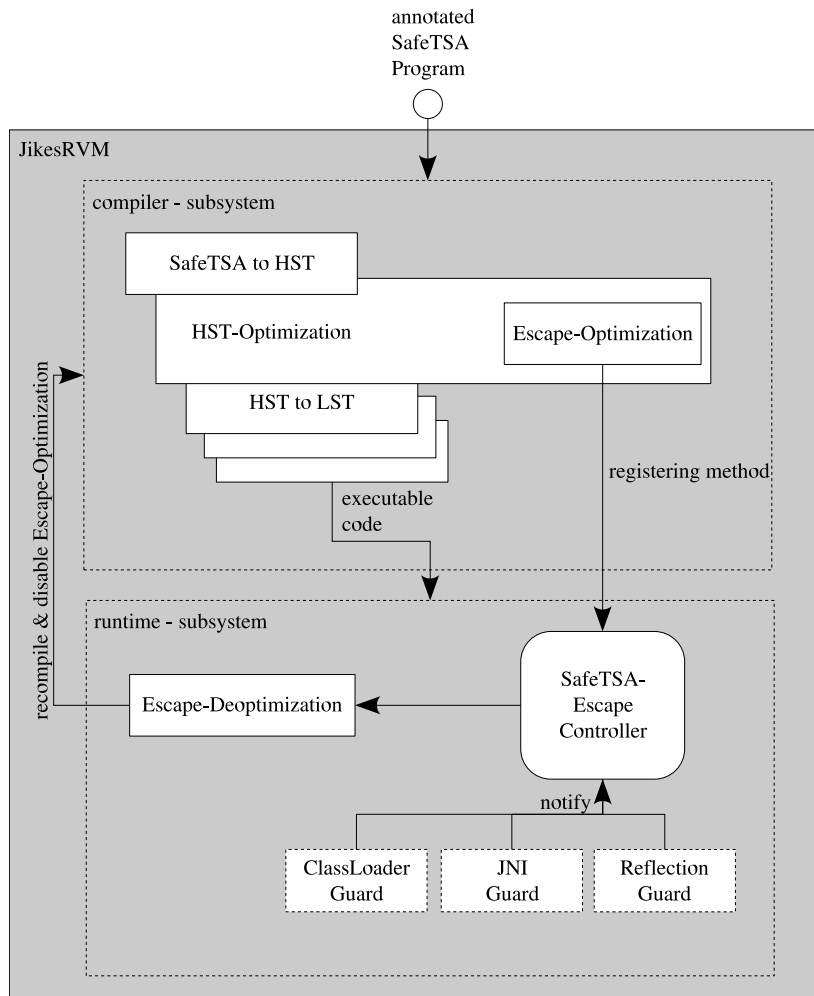 annotated
SafeTSA
Program
JikesRVM
compiler - subsystem
SafeTSA to HST
HST-Optimization
Escape-Optimization
HST to LST
registering method
executable
code
recompile & disable Escape-Optimization
runtime - subsystem
SafeTSA-
Escape
Controller
Escape-Deoptimization
notify
ClassLoader
Guard
JNI
Guard
Reflection
Guard